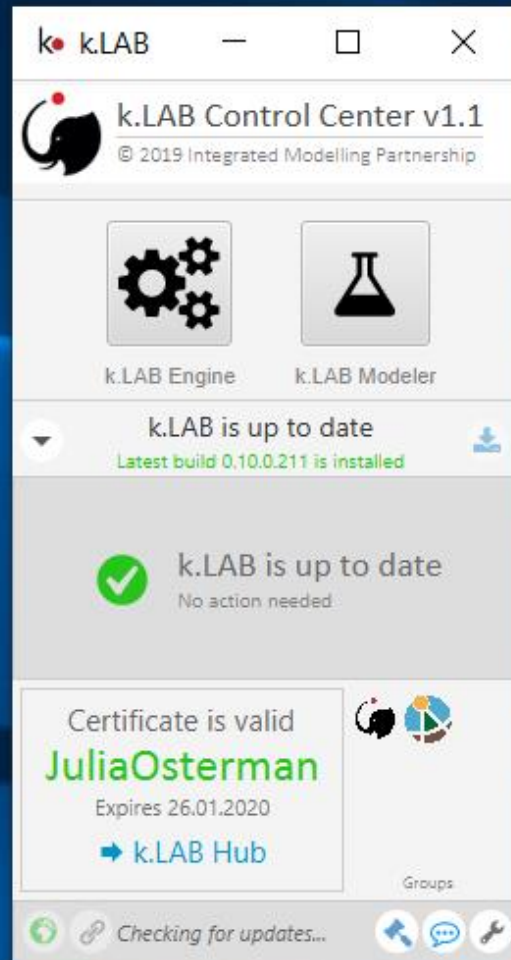 k. k.LAB
k.LAB Control Center v1.1
© 2019 Integrated Modelling Partnership
k.LAB Engine k.LAB Modeler
k.LAB is up to date
Latest build 0.10.0.211 is installed
k.LAB is up to date
No action needed
Certificate is valid
JuliaOsterman
Expires 26.01.2020
k.LAB Hub
Groups
Checking for updates...